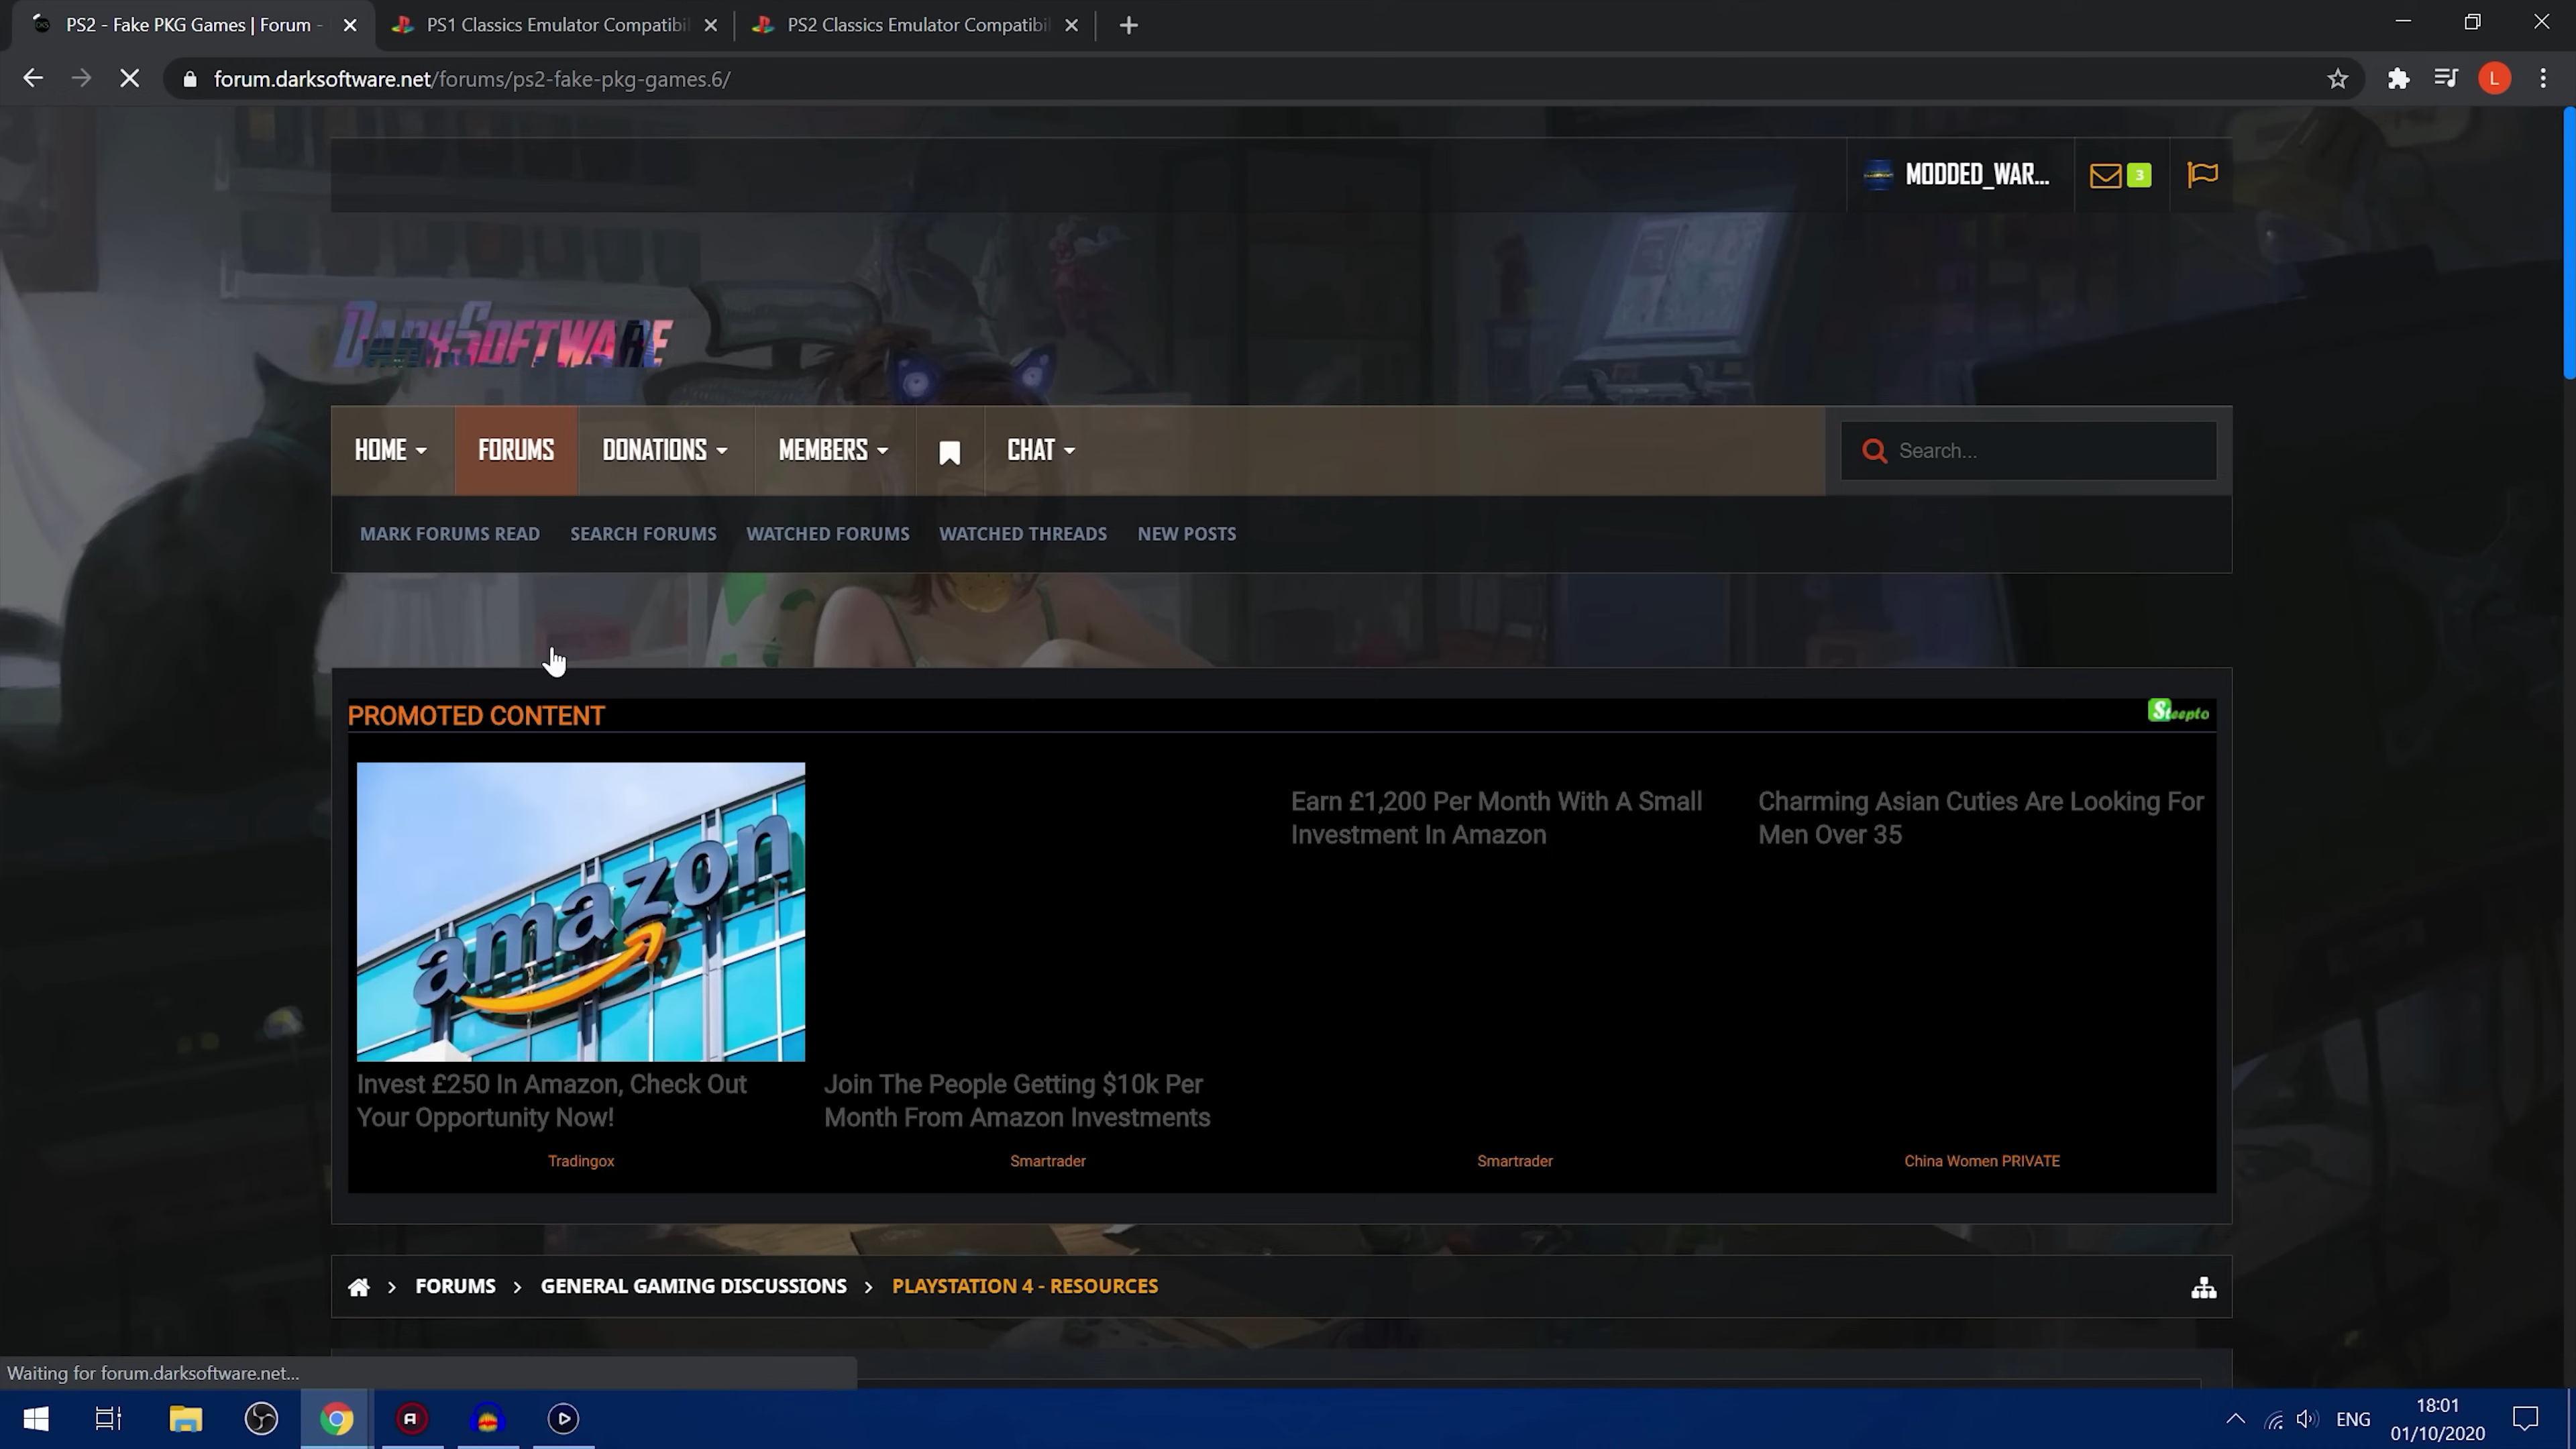 PS2 - Fake PKG Games | Forum -
PS1 Classics Emulator Compatibil
PS2 Classics Emulator Compatibil
forum.darksoftware.net/forums/ps2-fake-pkg-games.6/
L
MODDED_WAR...
3
DARKSOFTWARE
HOME
FORUMS
DONATIONS
MEMBERS
CHAT
Search...
MARK FORUMS READ
SEARCH FORUMS
WATCHED FORUMS
WATCHED THREADS
NEW POSTS
PROMOTED CONTENT
Steepto
amazon
Invest £250 In Amazon, Check Out
Your Opportunity Now!
Tradingox
Join The People Getting $10k Per
Month From Amazon Investments
Smartrader
Earn £1,200 Per Month With A Small
Investment In Amazon
Smartrader
Charming Asian Cuties Are Looking For
Men Over 35
China Women PRIVATE
FORUMS > GENERAL GAMING DISCUSSIONS > PLAYSTATION 4 - RESOURCES
Waiting for forum.darksoftware.net...
ENG
18:01
01/10/2020